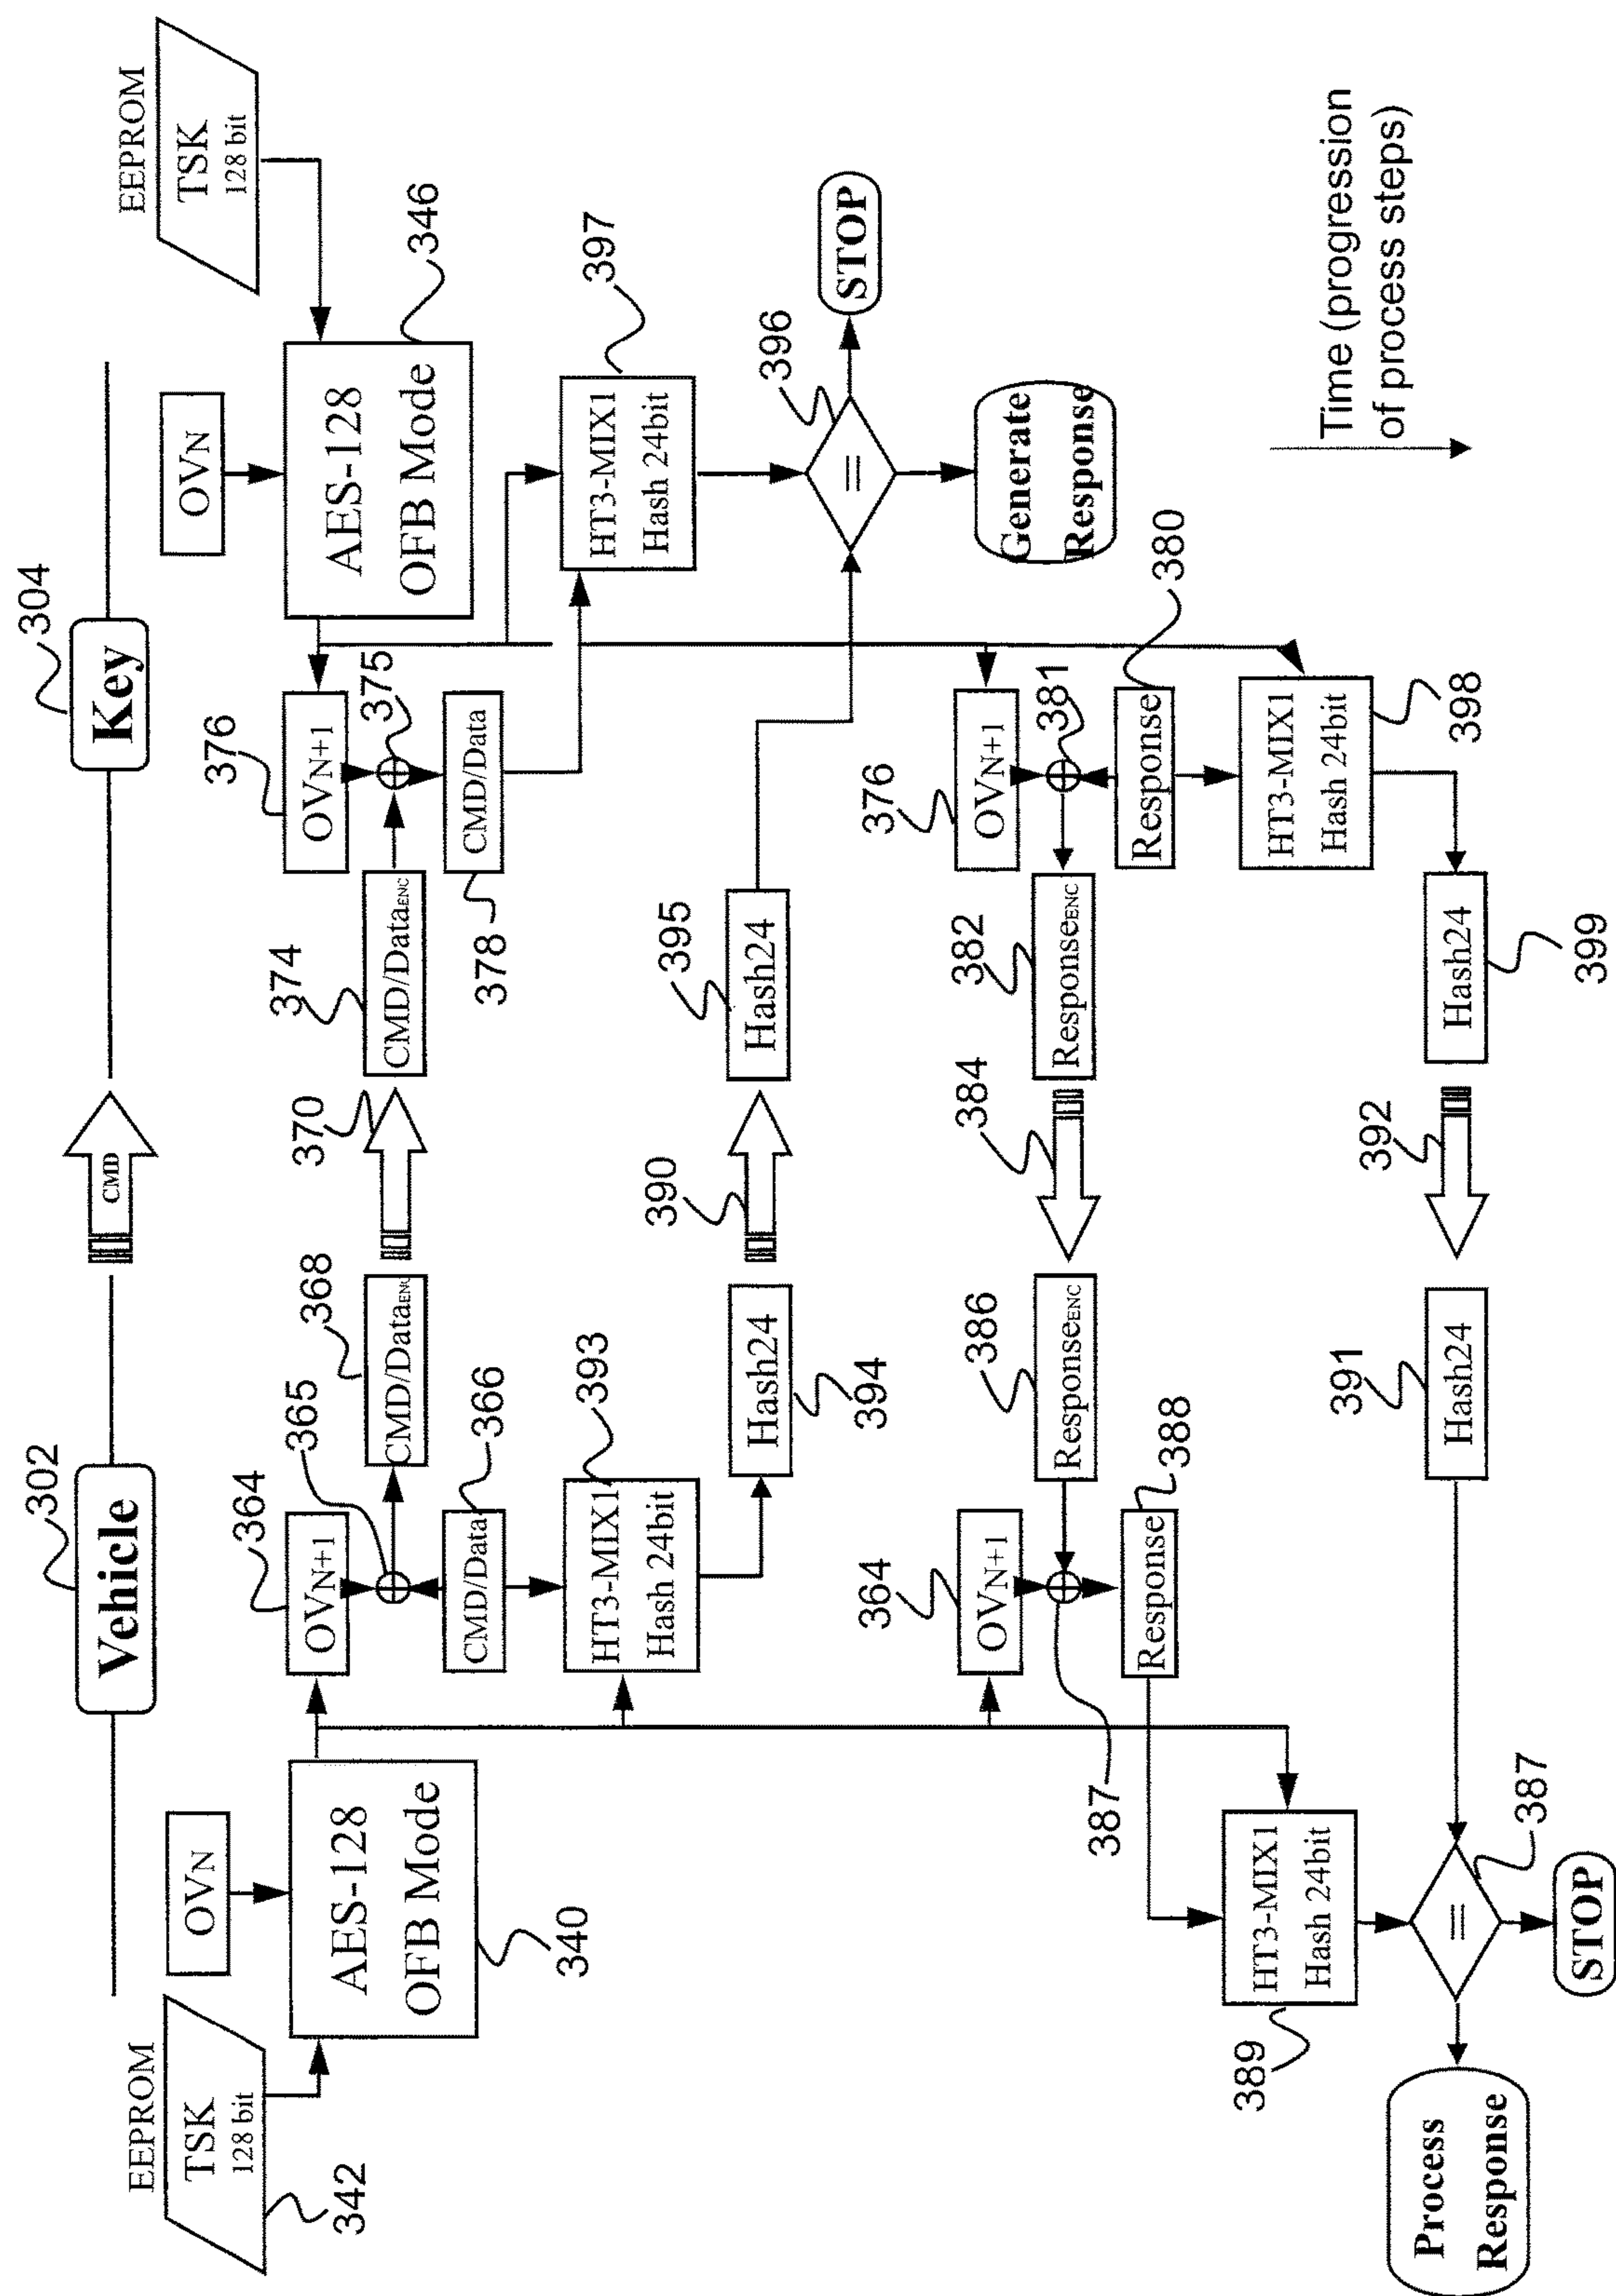 302
Vehicle
CMD
304
Key
EEPROM
TSK
128 bit
342
OVN
AES-128
OFB Mode
340
364
OVN+1
365
368
CMD/DataENC
CMD/Data
366
370
374
CMD/DataENC
376
OVN+1
375
CMD/Data
378
OVN
AES-128
OFB Mode
346
EEPROM
TSK
128 bit
HT3-MIX1
Hash 24bit
393
Hash24
394
390
395
Hash24
HT3-MIX1
Hash 24bit
397
396
=
STOP
Generate
Response
364
OVN+1
387
386
ResponseENC
Response
388
384
382
ResponseENC
376
OVN+1
381
Response
380
HT3-MIX1
Hash 24bit
398
HT3-MIX1
Hash 24bit
389
391
Hash24
392
Hash24
399
Process
Response
=
387
STOP
Time (progression
of process steps)